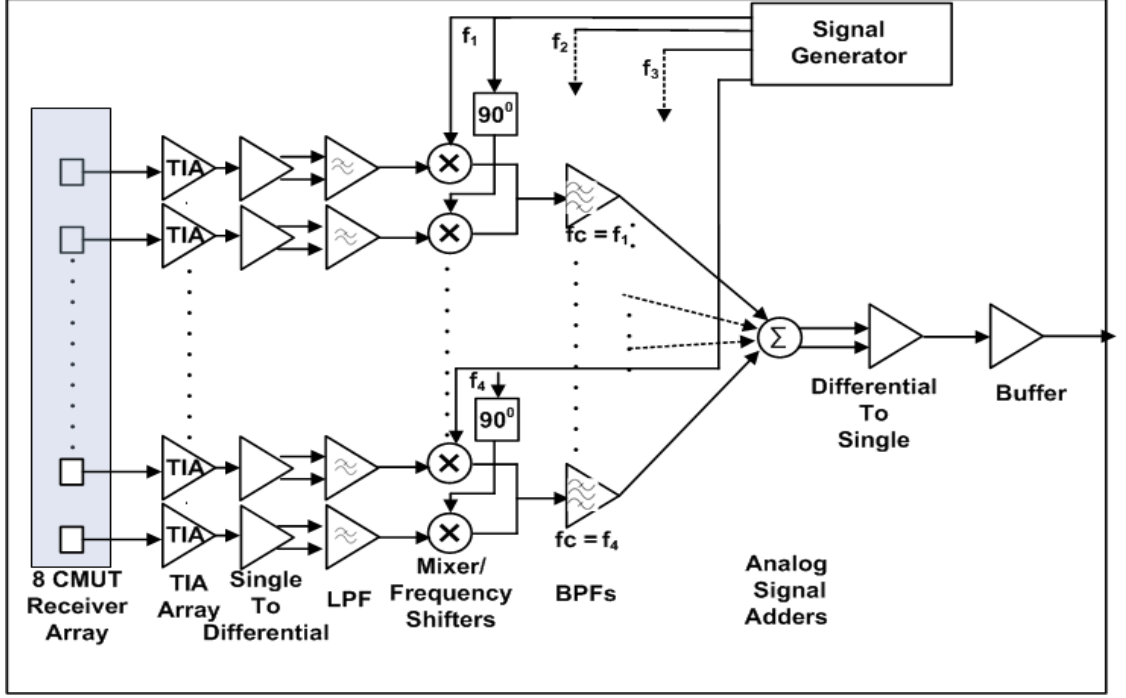 Signal
Generator
f1
f2
f3
90⁰
TIA
TIA
fc = f1
Σ
f4
90⁰
Differential
To
Single
Buffer
TIA
TIA
fc = f4
8 CMUT
Receiver
Array
TIA
Array
Single
To
Differential
LPF
Mixer/
Frequency
Shifters
BPFs
Analog
Signal
Adders